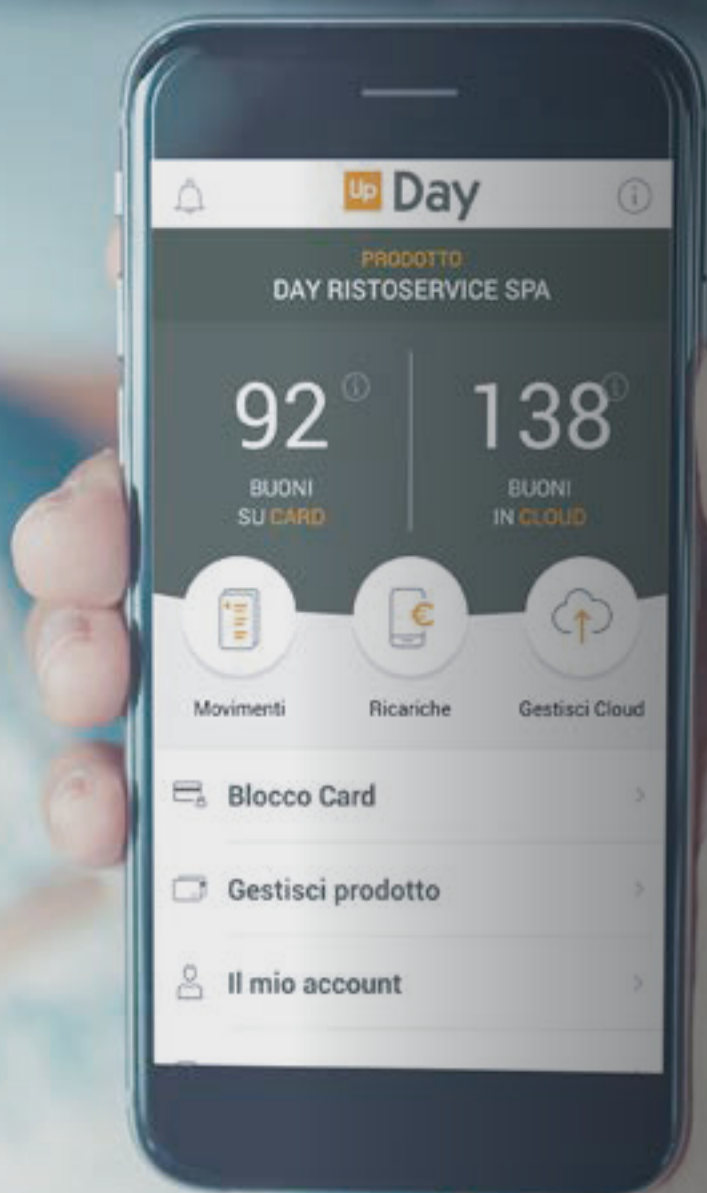 Up Day
PRODOTTO
DAY RISTOSERVICE SPA
92 138
BUONI BUONI
SU CARD IN CLOUD
€
Movimenti Ricariche Gestisci Cloud
Blocco Card
Gestisci prodotto
Il mio account